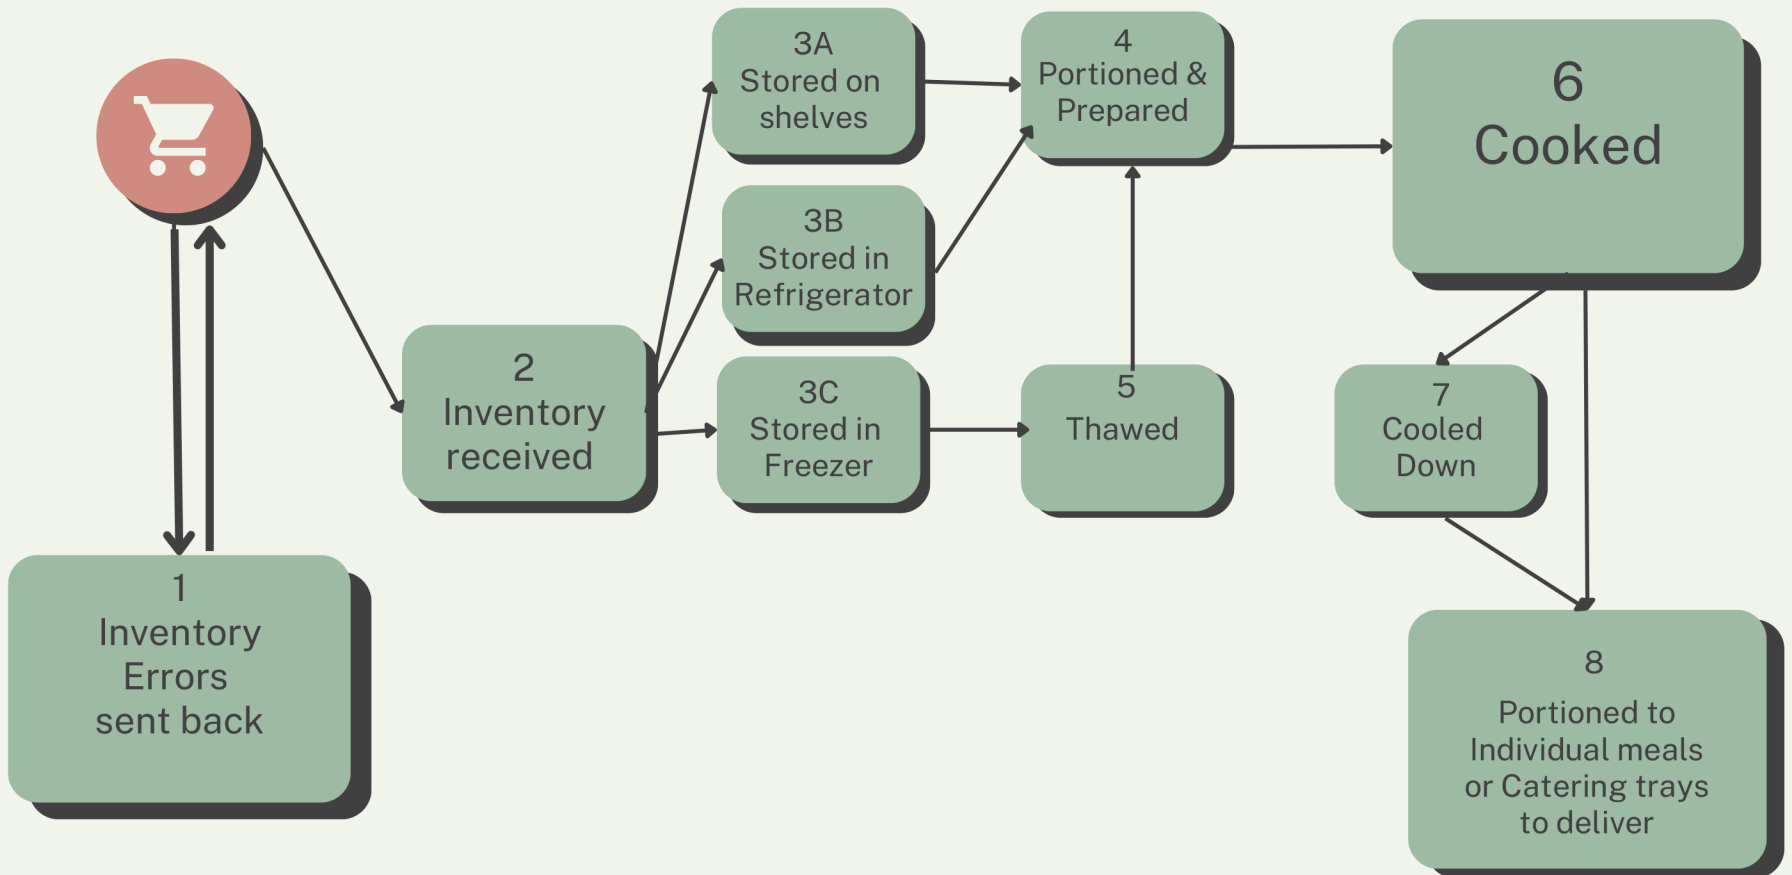 1
Inventory
Errors
sent back
2
Inventory
received
3A
Stored on
shelves
3B
Stored in
Refrigerator
3C
Stored in
Freezer
4
Portioned &
Prepared
5
Thawed
6
Cooked
7
Cooled
Down
8
Portioned to
Individual meals
or Catering trays
to deliver